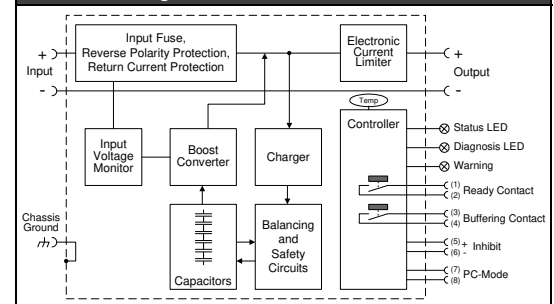 Input Fuse,
Reverse Polarity Protection,
Return Current Protection
Electronic
Current
Limiter
+
Input
-
+
Output
-
Temp
Controller
Input
Voltage
Monitor
Boost
Converter
Charger
Status LED
Diagnosis LED
Warning
(1)
(2)
Ready Contact
(3)
(4)
Buffering Contact
(5) +
(6) -
Inhibit
(7)
(8)
PC-Mode
Chassis
Ground
Capacitors
Balancing
and
Safety
Circuits